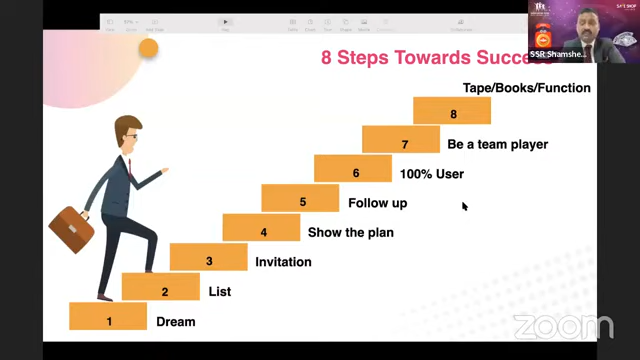 8 Steps Towards Success
Tape/Books/Function
8
7
Be a team player
6
100% User
5
Follow up
4
Show the plan
3
Invitation
2
List
1
Dream
SSR Shamshe...
zoom